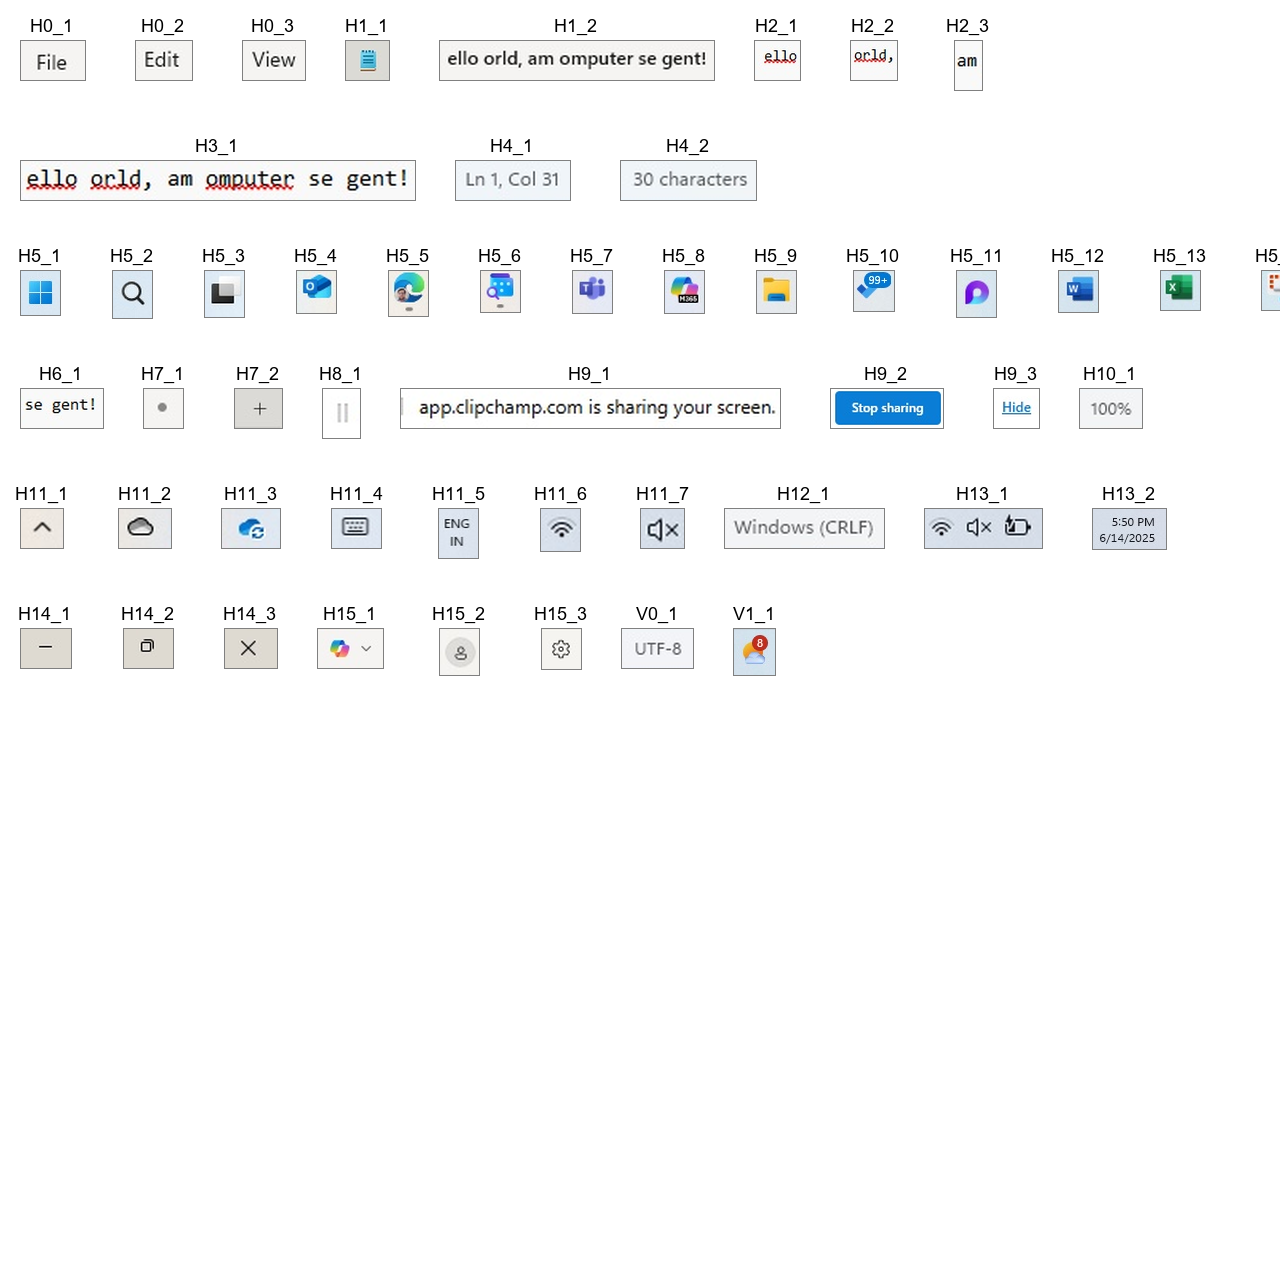 H0_1 H0_2 H0_3 H1_1 H1_2 H2_1 H2_2 H2_3
File Edit View ello orld, am omputer se gent! ello orld, am
H3_1 H4_1 H4_2
ello orld, am omputer se gent! Ln 1, Col 31 30 characters
H5_1 H5_2 H5_3 H5_4 H5_5 H5_6 H5_7 H5_8 H5_9 H5_10 H5_11 H5_12 H5_13 H5_
M365 99+ W X
H6_1 H7_1 H7_2 H8_1 H9_1 H9_2 H9_3 H10_1
se gent! app.clipchamp.com is sharing your screen. Stop sharing Hide 100%
H11_1 H11_2 H11_3 H11_4 H11_5 H11_6 H11_7 H12_1 H13_1 H13_2
ENG Windows (CRLF) 5:50 PM
IN 6/14/2025
H14_1 H14_2 H14_3 H15_1 H15_2 H15_3 V0_1 V1_1
UTF-8 8